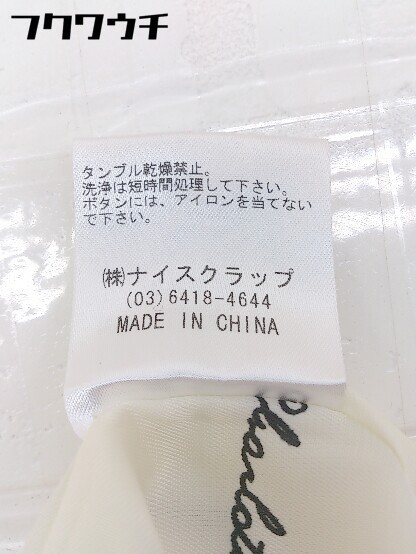 フクワウチ
タンブル乾燥禁止。
洗浄は短時間処理して下さい。
ボタンには、アイロンを当てない
で下さい。
㈱ナイスクラップ
(03)6418-4644
MADE IN CHINA